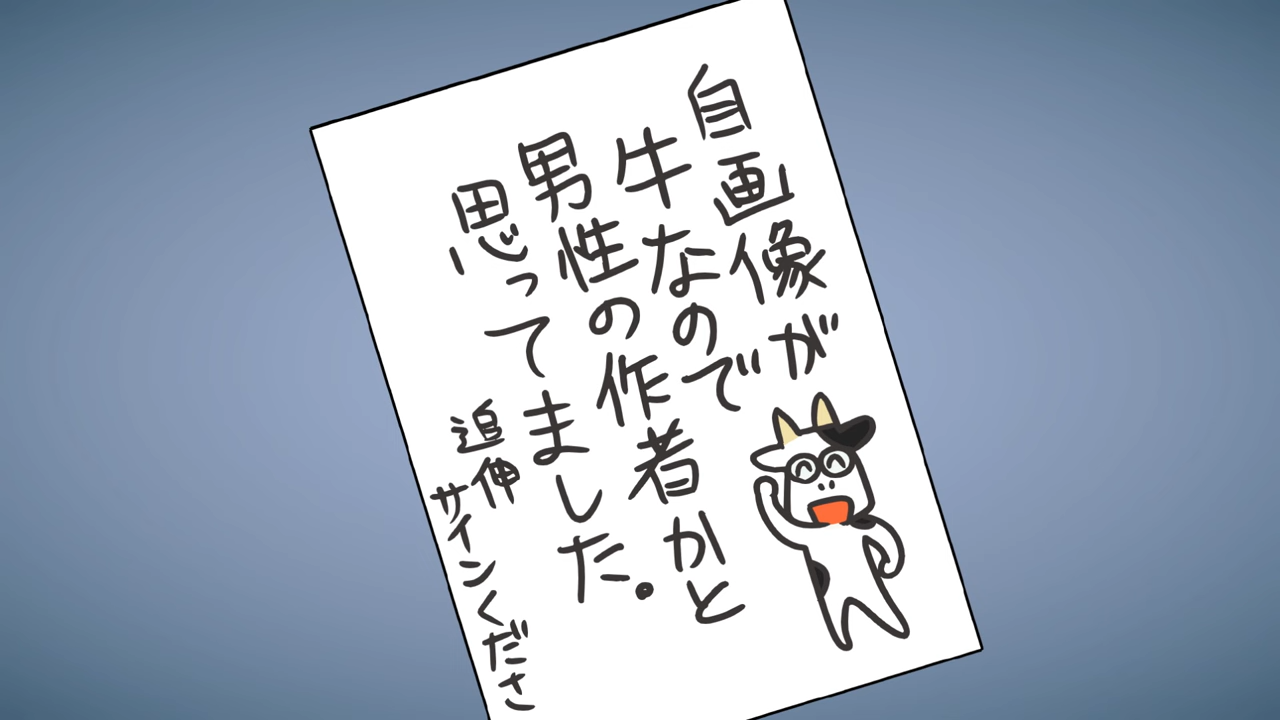 自画像が
牛なので
男性の作者かと
思ってました。
追伸
サインくださ